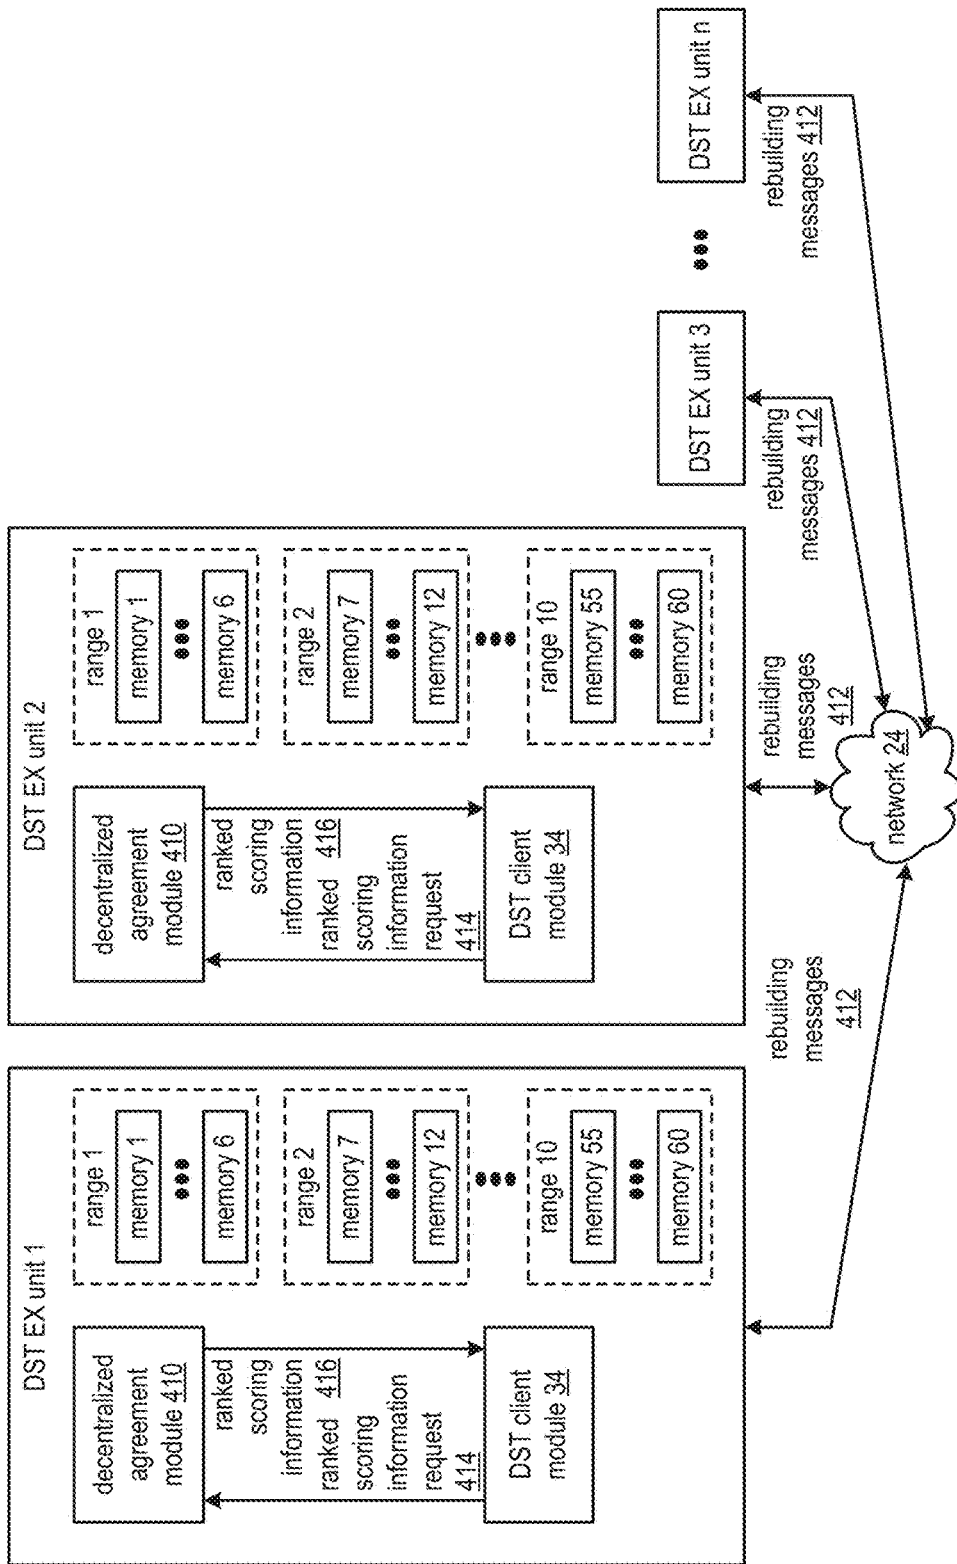 DST EX unit 1
decentralized
agreement
module 410
ranked
scoring
information 416
ranked
scoring
information
request
414
DST client
module 34
range 1
memory 1
memory 6
range 2
memory 7
memory 12
range 10
memory 55
memory 60
DST EX unit 2
decentralized
agreement
module 410
ranked
scoring
information 416
ranked
scoring
information
request
414
DST client
module 34
range 1
memory 1
memory 6
range 2
memory 7
memory 12
range 10
memory 55
memory 60
DST EX unit 3
DST EX unit n
rebuilding
messages
412
rebuilding
messages
412
rebuilding
messages 412
rebuilding
messages 412
network 24